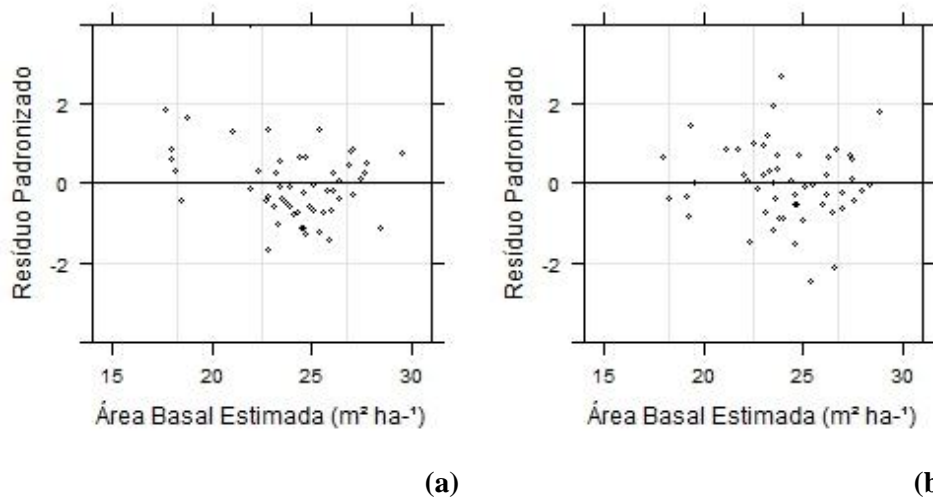 2
0
-2
Resíduo Padronizado
15 20 25 30
Área Basal Estimada (m² ha-¹)
(a)
2
0
-2
Resíduo Padronizado
15 20 25 30
Área Basal Estimada (m² ha-¹)
(b